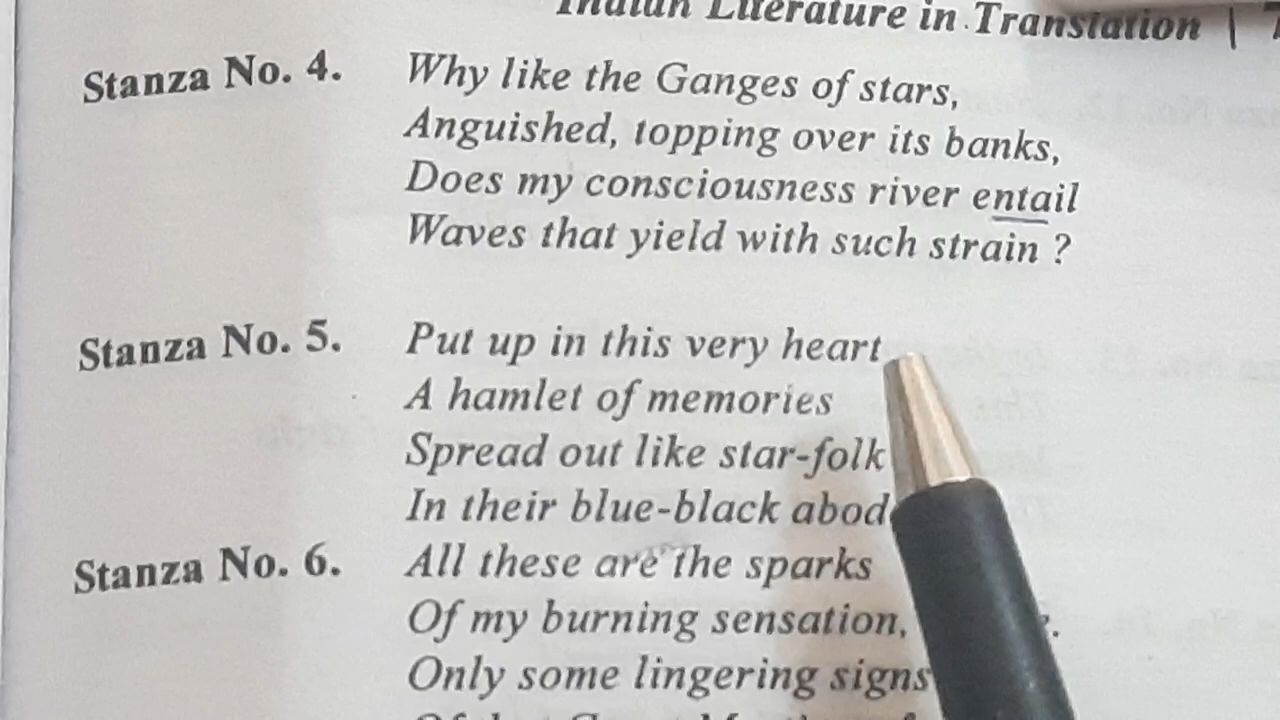 Indian Literature in Translation |
Stanza No. 4. Why like the Ganges of stars,
Anguished, topping over its banks,
Does my consciousness river entail
Waves that yield with such strain ?
Stanza No. 5. Put up in this very heart
A hamlet of memories
Spread out like star-folk
In their blue-black abod
Stanza No. 6. All these are the sparks
Of my burning sensation,
Only some lingering signs